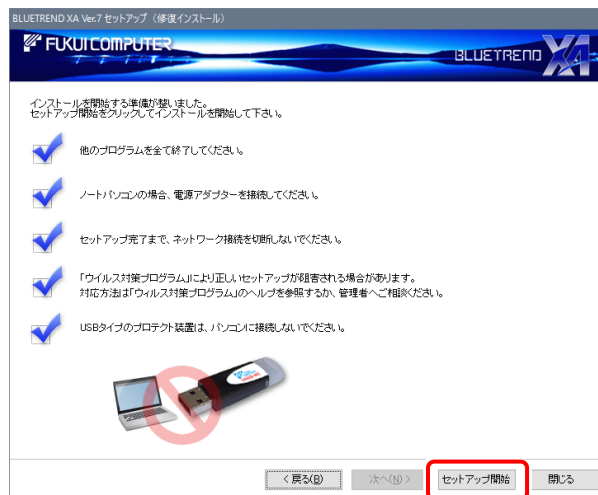 BLUETREND XA Ver.7 セットアップ（修復インストール）
FUKUI COMPUTER
BLUETREND XA
インストールを開始する準備が整いました。
セットアップ開始をクリックしてインストールを開始して下さい。
他のプログラムを全て終了してください。
ノートパソコンの場合、電源アダプターを接続してください。
セットアップ完了まで、ネットワーク接続を切断しないでください。
「ウイルス対策プログラム」により正しいセットアップが阻害される場合があります。
対応方法は「ウィルス対策プログラム」のヘルプを参照するか、管理者へご相談ください。
USBタイプのプロテクト装置は、パソコンに接続しないでください。
< 戻る(B)
次へ(N) >
セットアップ開始
閉じる